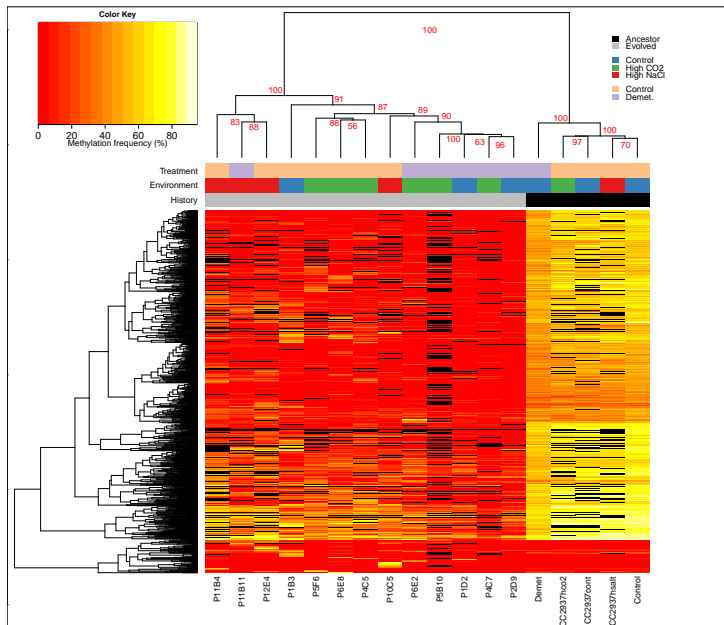 Color Key
0 20 40 60 80
Methylation frequency (%)
Ancestor
Evolved
Control
High CO2
High NaCl
Control
Demet.
100
100
91
87
83
88
88
56
89
90
100
63
96
100
100
97
70
Treatment
Environment
History
P11B4
P11B11
P12E4
P1B3
P5F6
P6E8
P4C5
P10C5
P6E2
P5B10
P1D2
P4C7
P2D9
Demet
CC2937hco2
CC2937cont
CC2937hsalt
Control